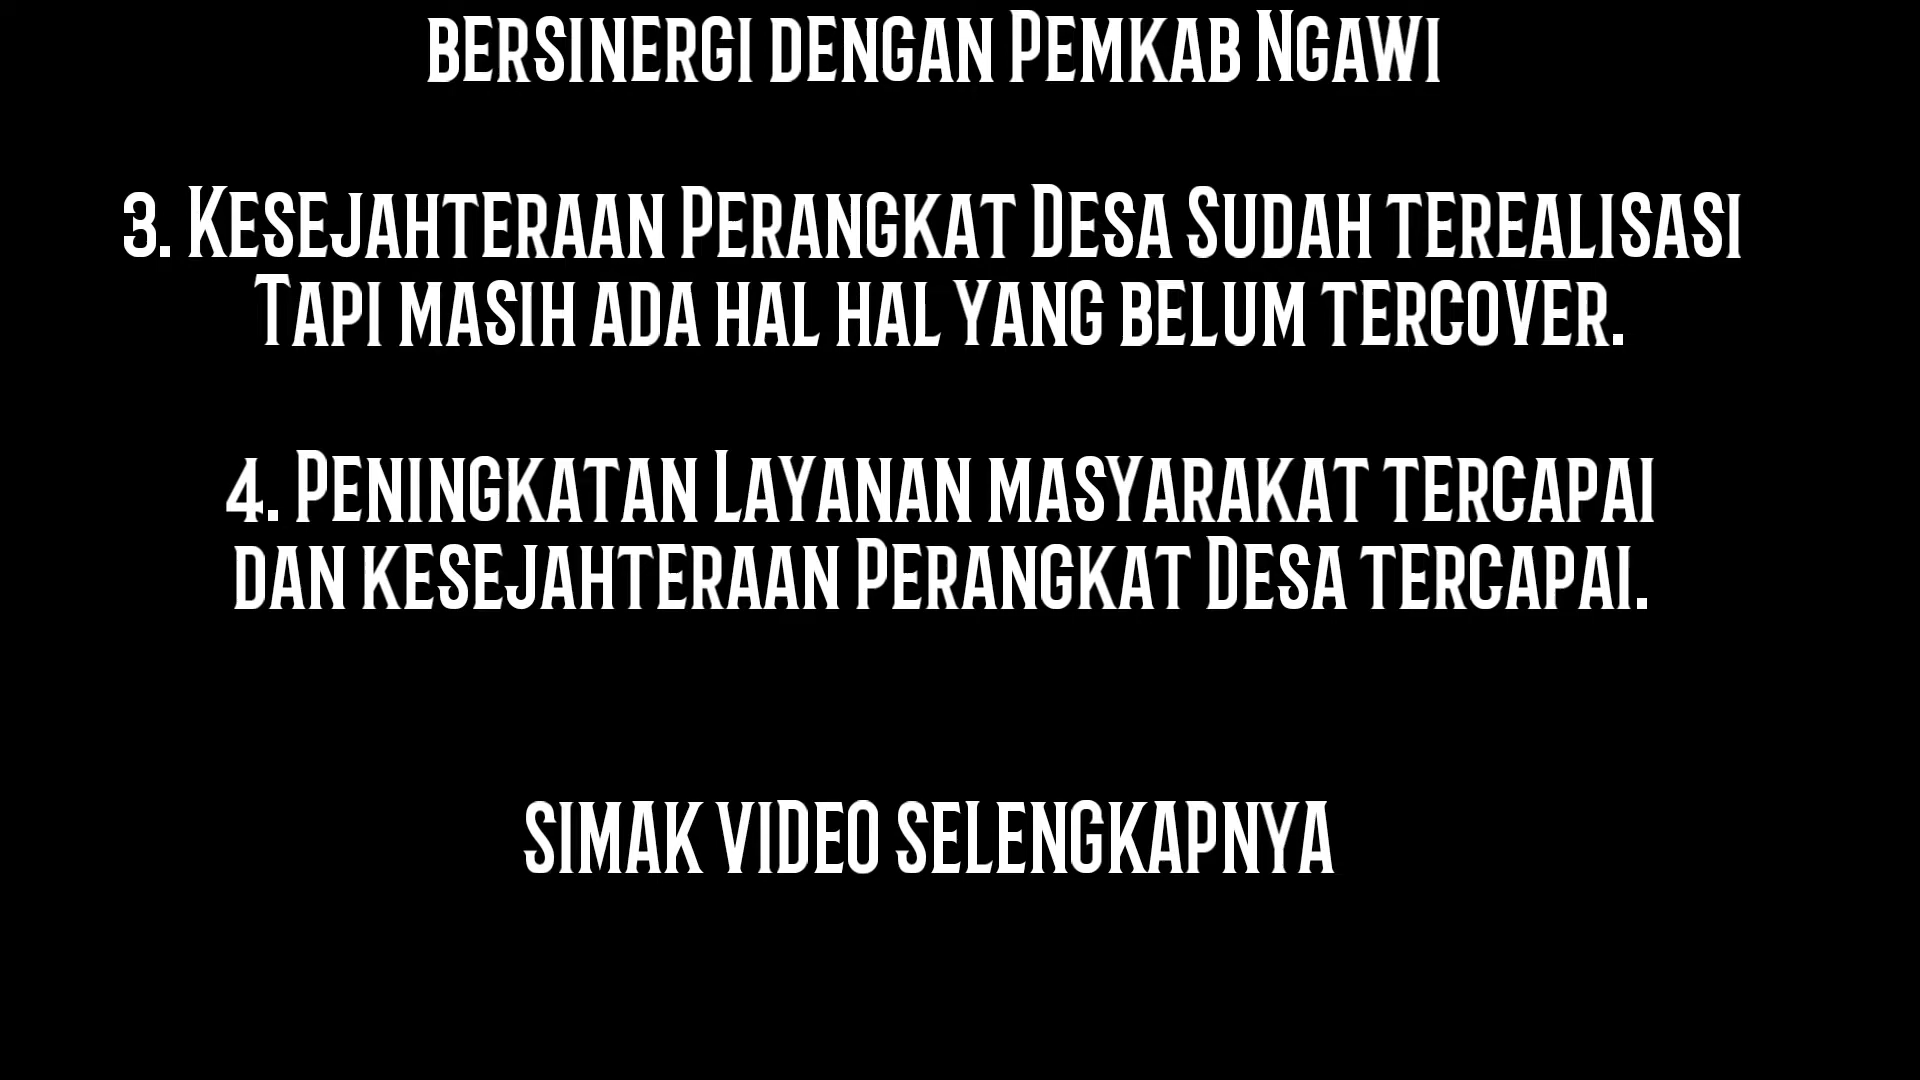 bersinergi dengan Pemkab Ngawi
3. Kesejahteraan Perangkat Desa Sudah terealisasi
Tapi masih ada hal hal yang belum tercover.
4. Peningkatan Layanan masyarakat tercapai
dan kesejahteraan Perangkat Desa tercapai.
SIMAK VIDEO SELENGKAPNYA